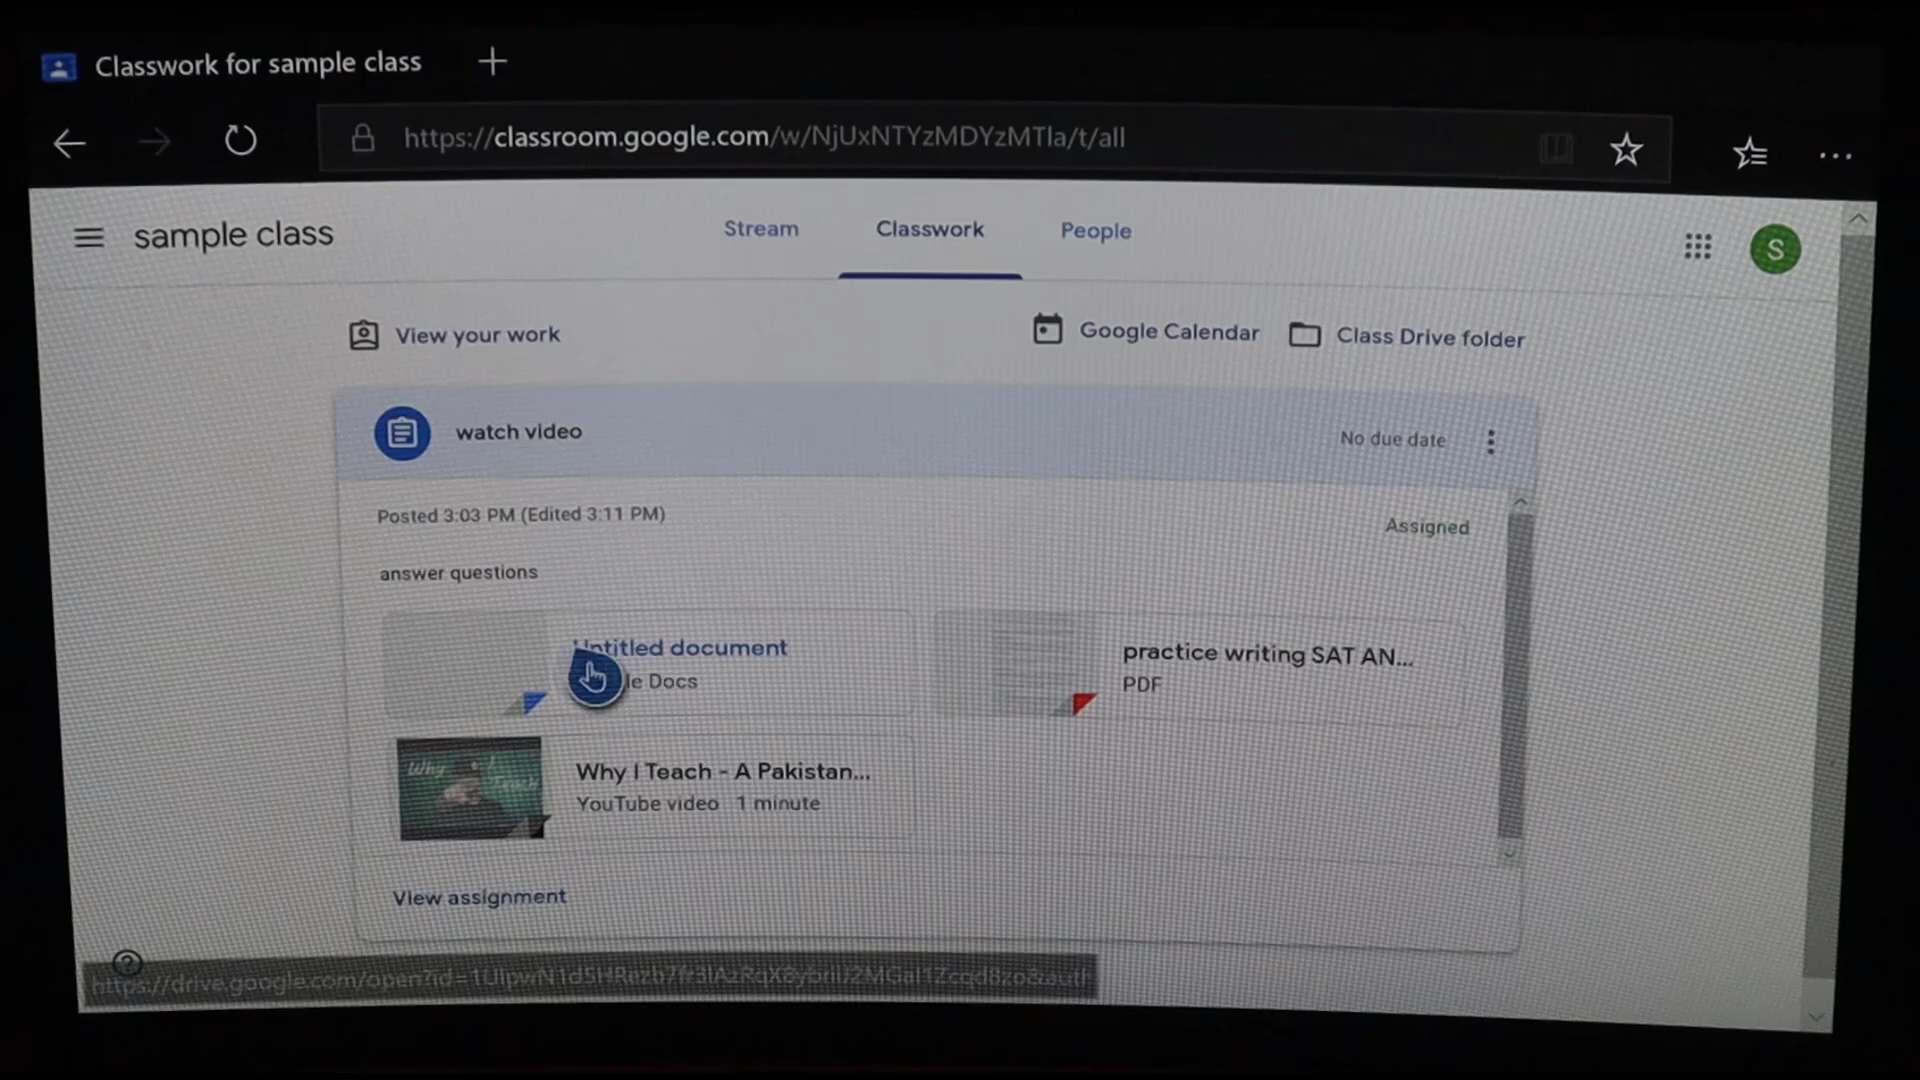 Classwork for sample class
https://classroom.google.com/w/NjUxNTYzMDYzMTla/t/all
sample class
Stream
Classwork
People
S
View your work
Google Calendar
Class Drive folder
watch video
No due date
Posted 3:03 PM (Edited 3:11 PM)
Assigned
answer questions
Untitled document
le Docs
practice writing SAT AN...
PDF
Why I Teach
Why I Teach - A Pakistan...
YouTube video 1 minute
View assignment